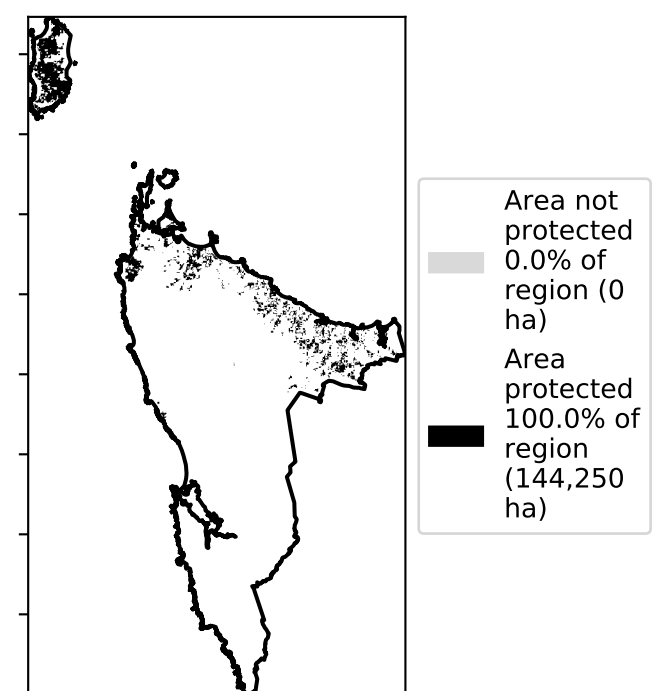 Area not
protected
0.0% of
region (0
ha)
Area
protected
100.0% of
region
(144,250
ha)